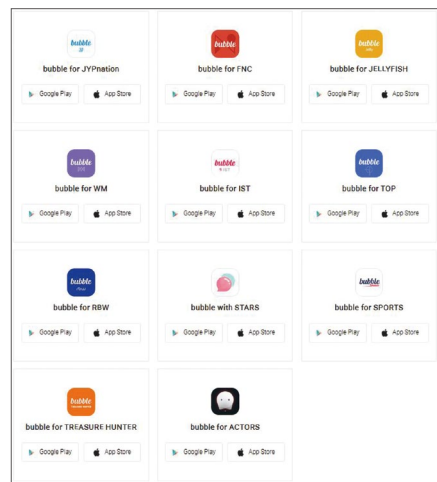 bubble
bubble
bubble
bubble for JYPnation
bubble for FNC
bubble for JELLYFISH
Google Play
App Store
Google Play
App Store
Google Play
App Store
bubble
bubble
bubble
bubble for WM
bubble for IST
bubble for TOP
Google Play
App Store
Google Play
App Store
Google Play
App Store
bubble
bubble
bubble for RBW
bubble with STARS
bubble for SPORTS
Google Play
App Store
Google Play
App Store
Google Play
App Store
bubble
bubble for TREASURE HUNTER
bubble for ACTORS
Google Play
App Store
Google Play
App Store